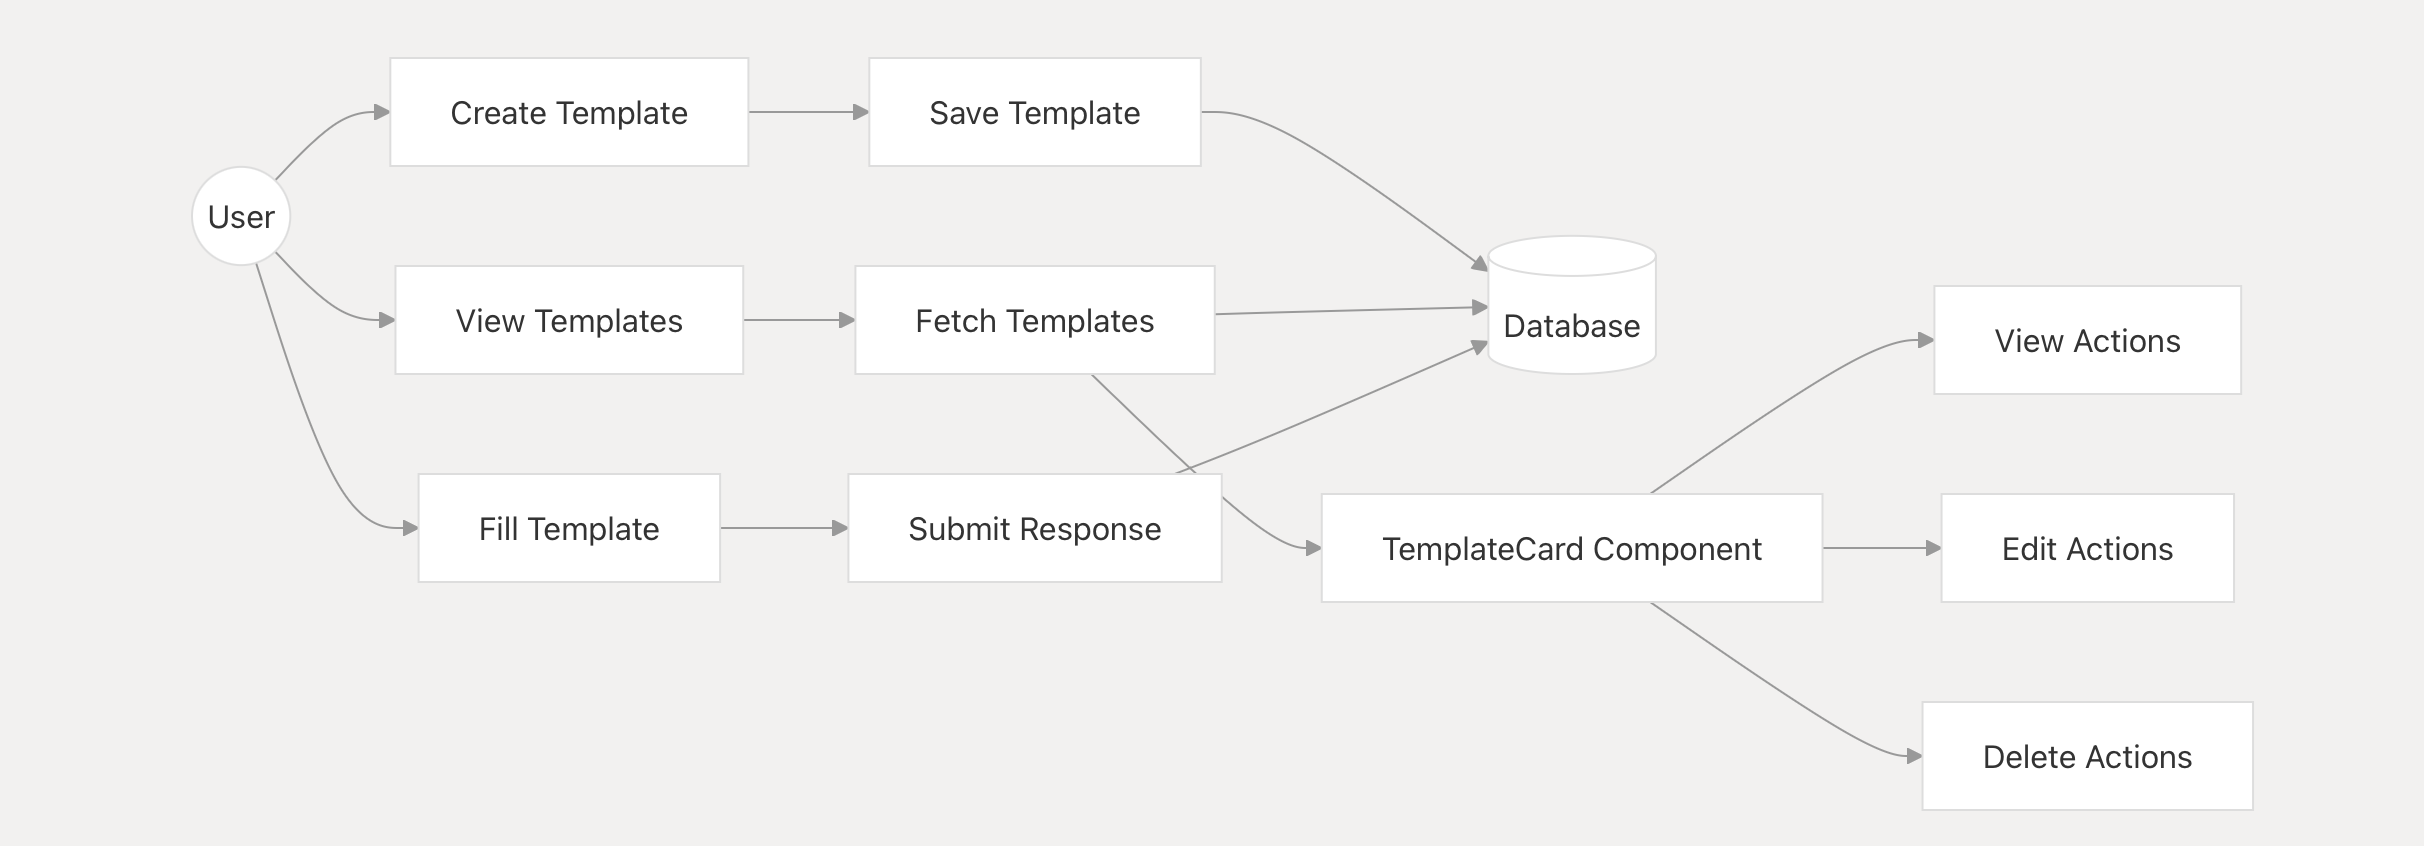 Create Template
Save Template
User
View Templates
Fetch Templates
Database
View Actions
Fill Template
Submit Response
TemplateCard Component
Edit Actions
Delete Actions